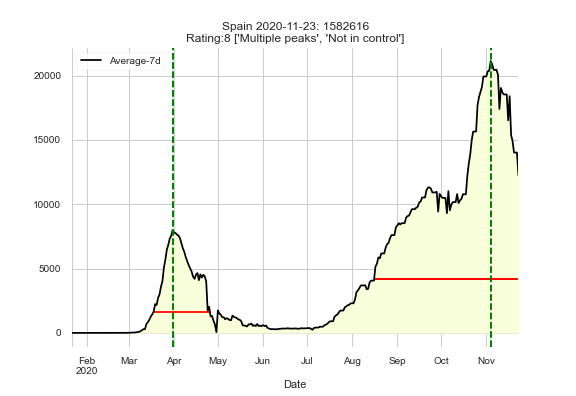 Spain 2020-11-23: 1582616
Rating:8 ['Multiple peaks', 'Not in control']
Average-7d
20000
15000
10000
5000
0
Feb Mar Apr May Jun Jul Aug Sep Oct Nov
2020
Date